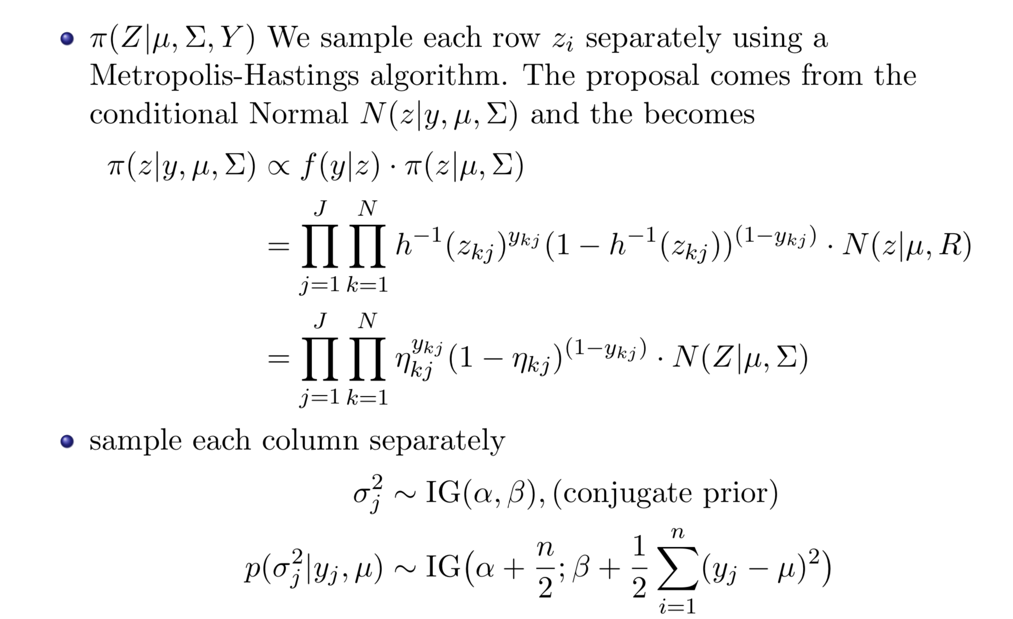 • π(Z|μ, Σ, Y) We sample each row zᵢ separately using a
Metropolis-Hastings algorithm. The proposal comes from the
conditional Normal N(z|y, μ, Σ) and the becomes
π(z|y, μ, Σ) ∝ f(y|z) · π(z|μ, Σ)
= ∏_{j=1}^{J} ∏_{k=1}^{N} h^{-1}(z_{kj})^{y_{kj}}(1 − h^{-1}(z_{kj}))^{(1−y_{kj})} · N(z|μ, R)
= ∏_{j=1}^{J} ∏_{k=1}^{N} η_{kj}^{y_{kj}}(1 − η_{kj})^{(1−y_{kj})} · N(Z|μ, Σ)
• sample each column separately
σ_j^2 ∼ IG(α, β), (conjugate prior)
p(σ_j^2|y_j, μ) ∼ IG(α + \frac{n}{2}; β + \frac{1}{2} ∑_{i=1}^{n} (y_j − μ)^2)